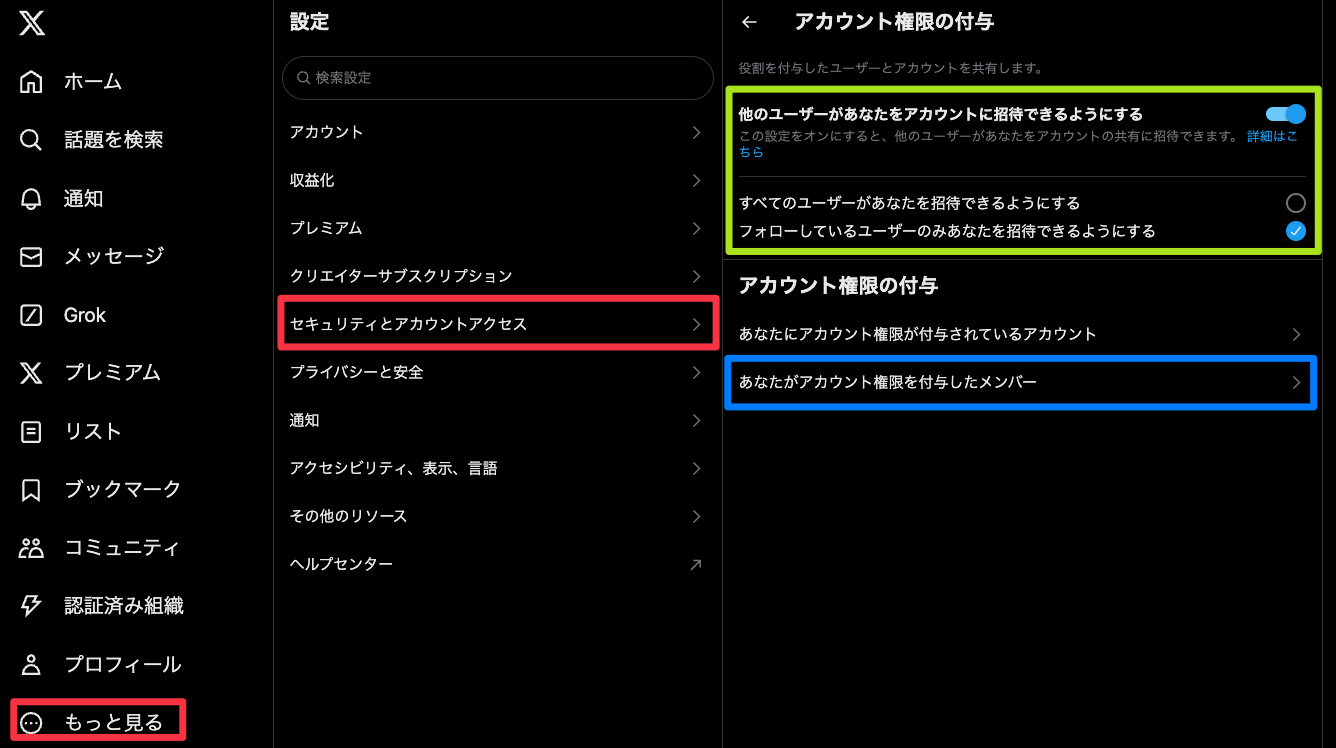 ホーム
話題を検索
通知
メッセージ
Grok
プレミアム
リスト
ブックマーク
コミュニティ
認証済み組織
プロフィール
もっと見る
設定
検索設定
アカウント
収益化
プレミアム
クリエイターサブスクリプション
セキュリティとアカウントアクセス
プライバシーと安全
通知
アクセシビリティ、表示、言語
その他のリソース
ヘルプセンター
アカウント権限の付与
役割を付与したユーザーとアカウントを共有します。
他のユーザーがあなたをアカウントに招待できるようにする
この設定をオンにすると、他のユーザーがあなたをアカウントの共有に招待できます。 詳細はこ
ちら
すべてのユーザーがあなたを招待できるようにする
フォローしているユーザーのみあなたを招待できるようにする
アカウント権限の付与
あなたにアカウント権限が付与されているアカウント
あなたがアカウント権限を付与したメンバー